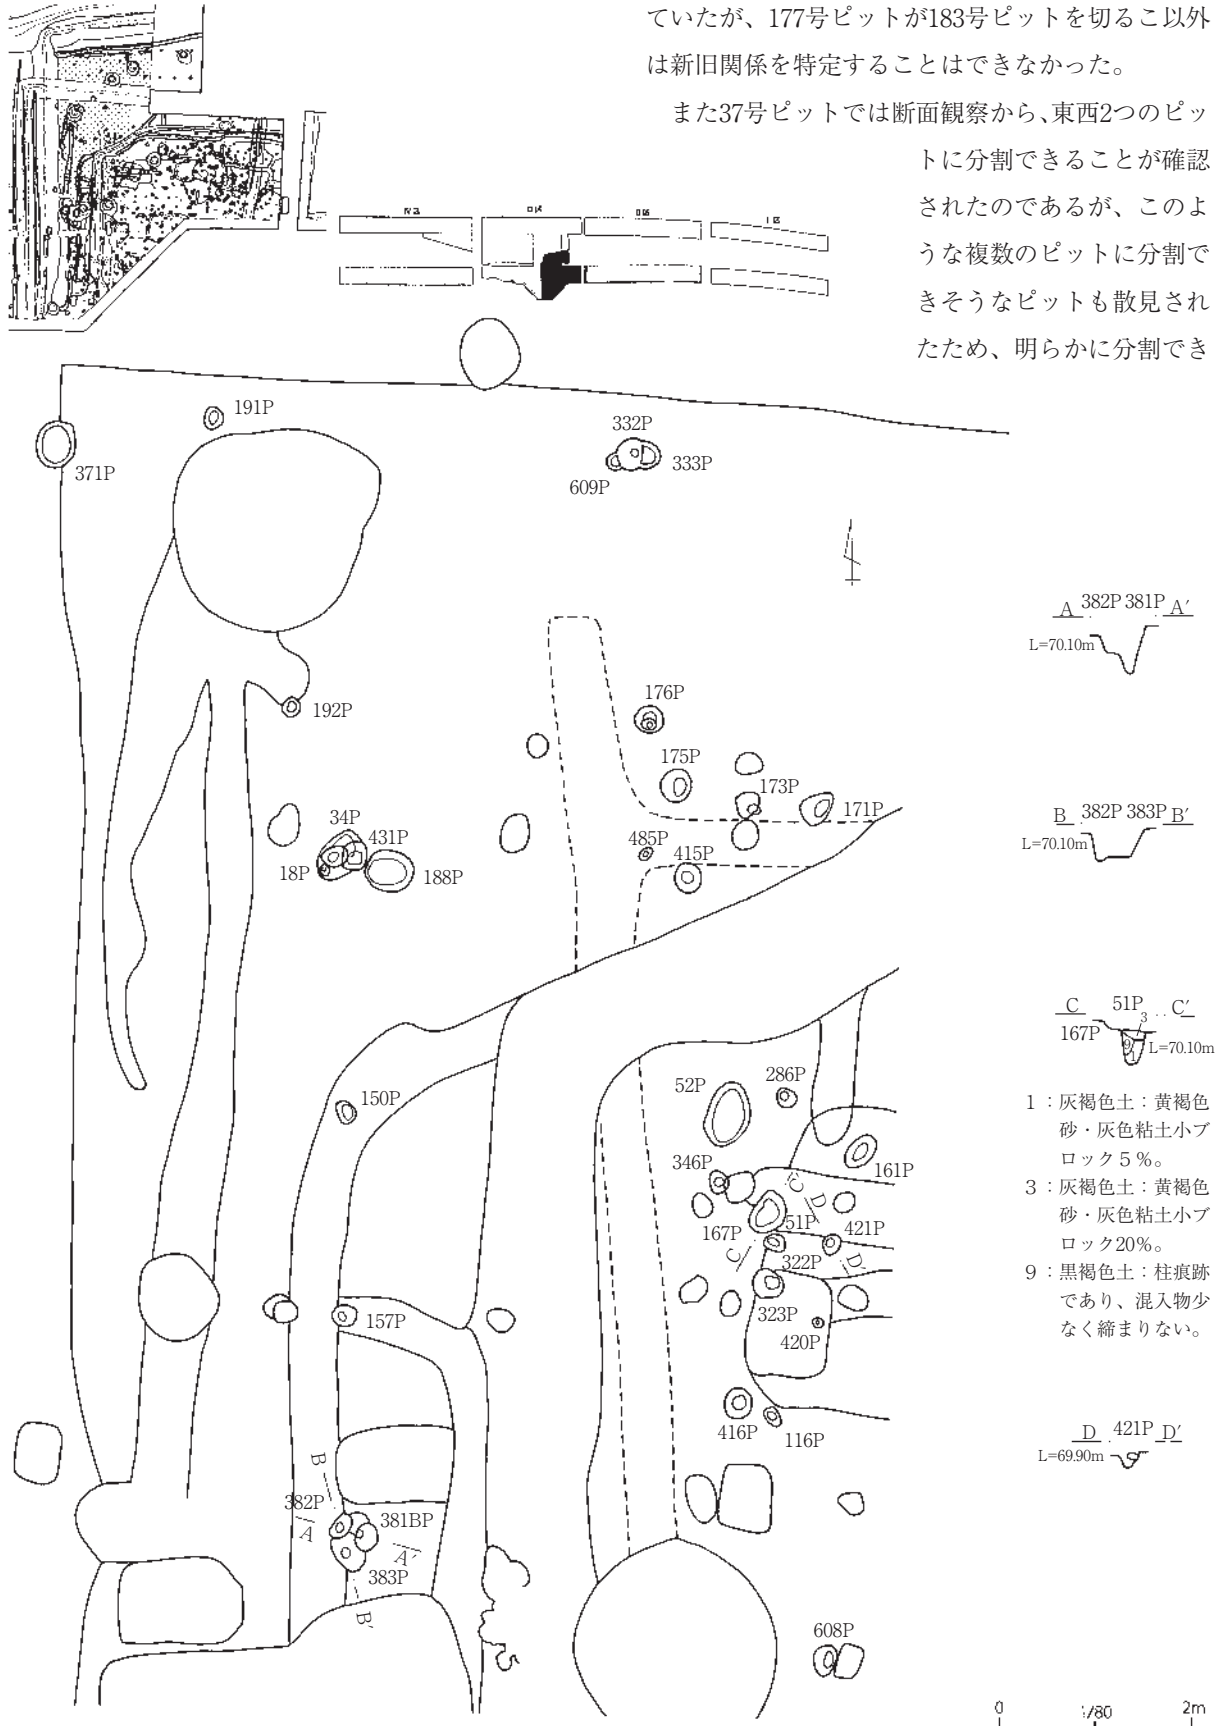 ていたが、177号ピットが183号ピットを切るこ以外
は新旧関係を特定することはできなかった。
また37号ピットでは断面観察から、東西2つのピッ
トに分割できることが確認
されたのであるが、このよ
うな複数のピットに分割で
きそうなピットも散見され
たため、明らかに分割でき
191P
371P
332P
333P
609P
A 382P 381P A′
L=70.10m
176P
192P
175P
173P
171P
B 382P 383P B′
L=70.10m
34P
431P
18P
188P
485P
415P
C 51P C′
167P
3
9
L=70.10m
52P
286P
150P
346P
161P
C′
D
167P
51P
421P
C
322P
D′
323P
157P
420P
1：灰褐色土：黄褐色
砂・灰色粘土小ブ
ロック５%。
3：灰褐色土：黄褐色
砂・灰色粘土小ブ
ロック20%。
9：黒褐色土：柱痕跡
であり、混入物少
なく締まりない。
416P
116P
D 421P D′
L=69.90m
B
382P
381BP
A
A′
383P
B′
608P
0 1/80 2m